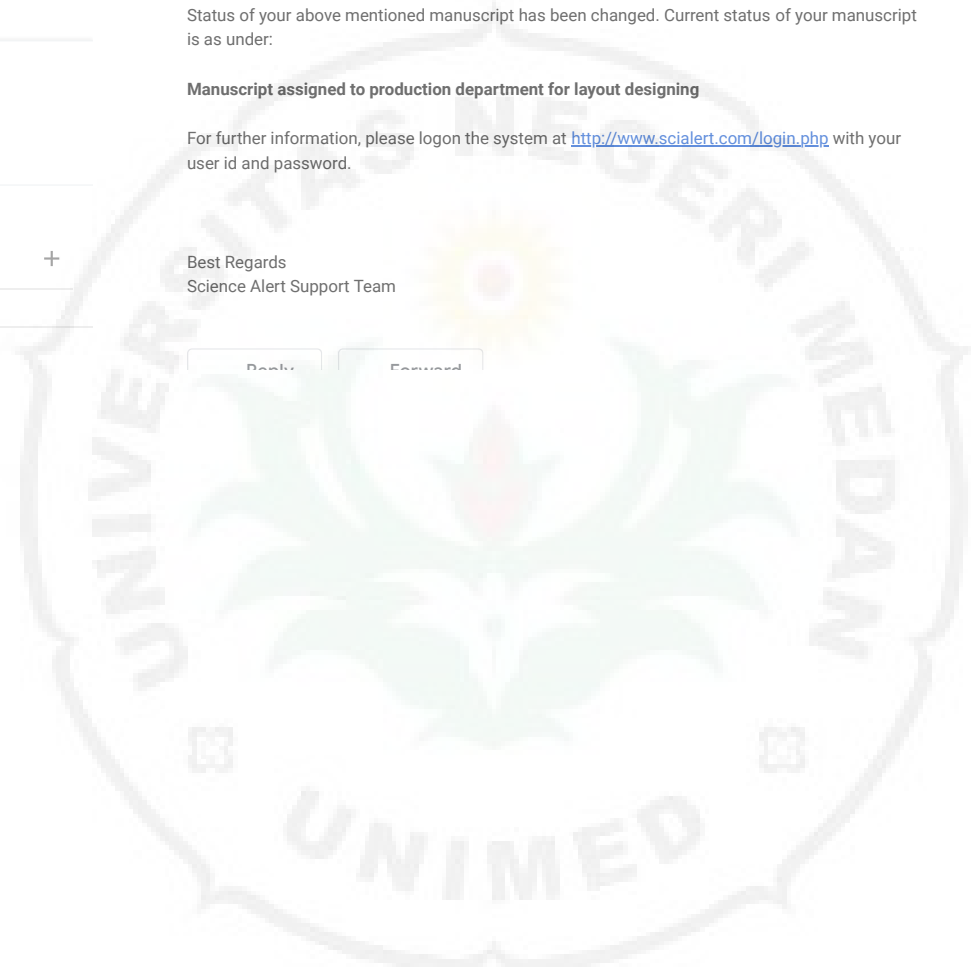 Status of your above mentioned manuscript has been changed. Current status of your manuscript
is as under:
Manuscript assigned to production department for layout designing
For further information, please logon the system at http://www.scialert.com/login.php with your
user id and password.
Best Regards
Science Alert Support Team
Reply Forward
UNIVERSITAS NEGERI MEDAN
UNIMED